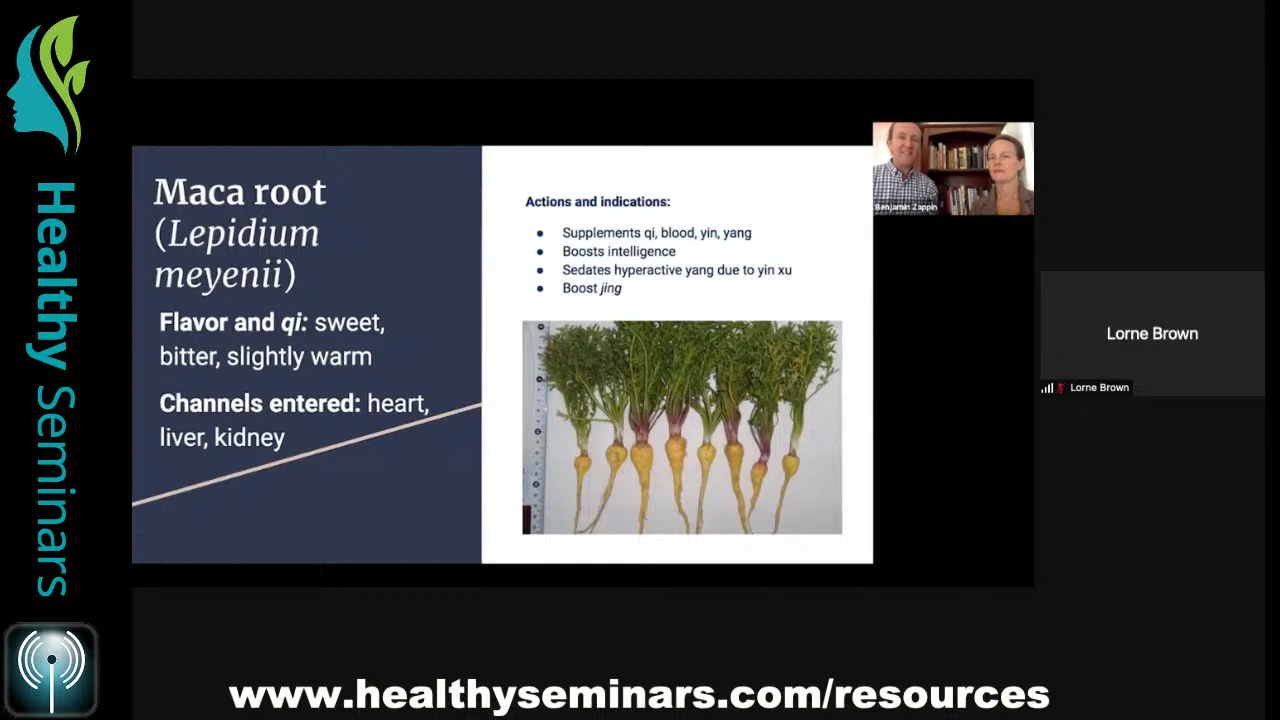 Healthy Seminars
Maca root
(Lepidium
meyenii)
Flavor and qi: sweet,
bitter, slightly warm
Channels entered: heart,
liver, kidney
Actions and indications:
● Supplements qi, blood, yin, yang
● Boosts intelligence
● Sedates hyperactive yang due to yin xu
● Boost jing
Benjamin Zappin
Lorne Brown
Lorne Brown
www.healthyseminars.com/resources